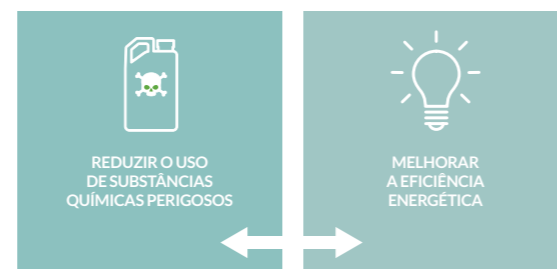 REDUZIR O USO
DE SUBSTÂNCIAS
QUÍMICAS PERIGOSOS
MELHORAR
A EFICIÊNCIA
ENERGÉTICA